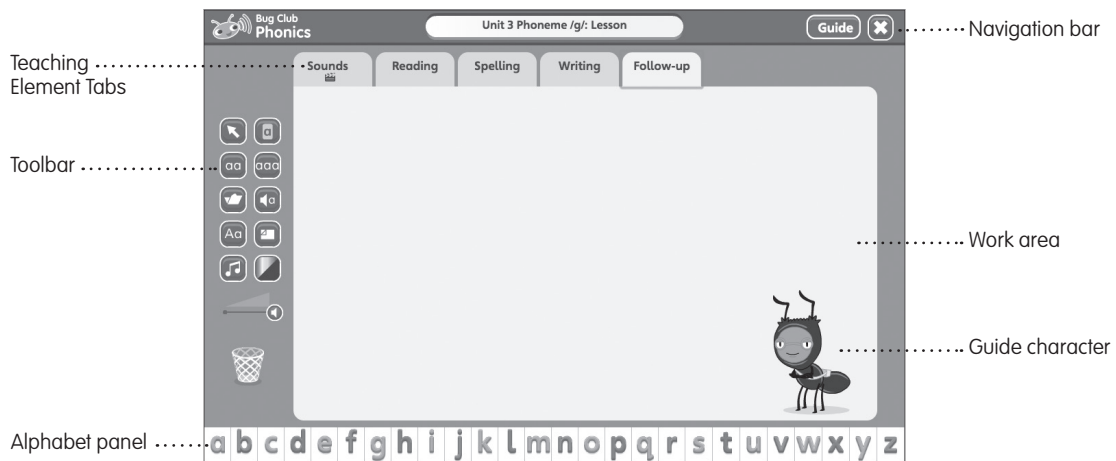 Bug Club
Phonics
Unit 3 Phoneme /g/: Lesson
Guide
Navigation bar
Teaching
Element Tabs
Sounds
Reading
Spelling
Writing
Follow-up
a
Toolbar
aa
aaa
a
Aa
Work area
Guide character
Alphabet panel
a b c d e f g h i j k l m n o p q r s t u v w x y z